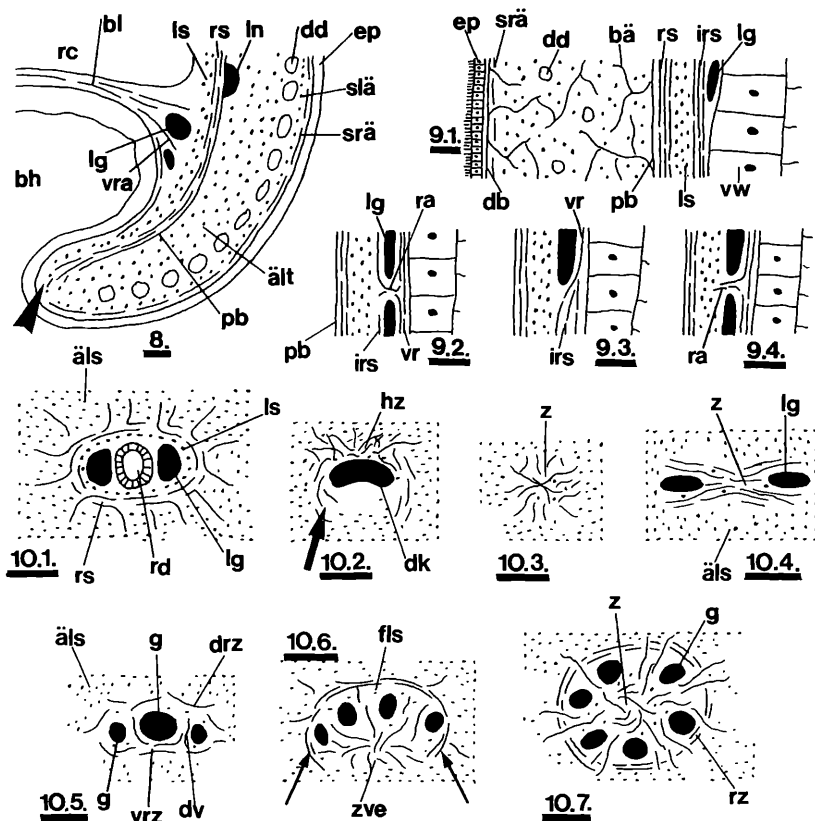 bl ls rs ln dd ep
rc
slä
srä
lg
vra
bh
ält
pb
8.
ep srä dd bä rs irs lg
9.1.
db pb ls vw
lg ra
pb irs vr 9.2.
vr
irs 9.3.
ra 9.4.
äls ls
10.1. rs rd lg
hz
10.2. dk
z
10.3.
z lg
äls 10.4.
äls g drz
10.5. g vrz dv
10.6. fls
zve
z g
10.7. rz